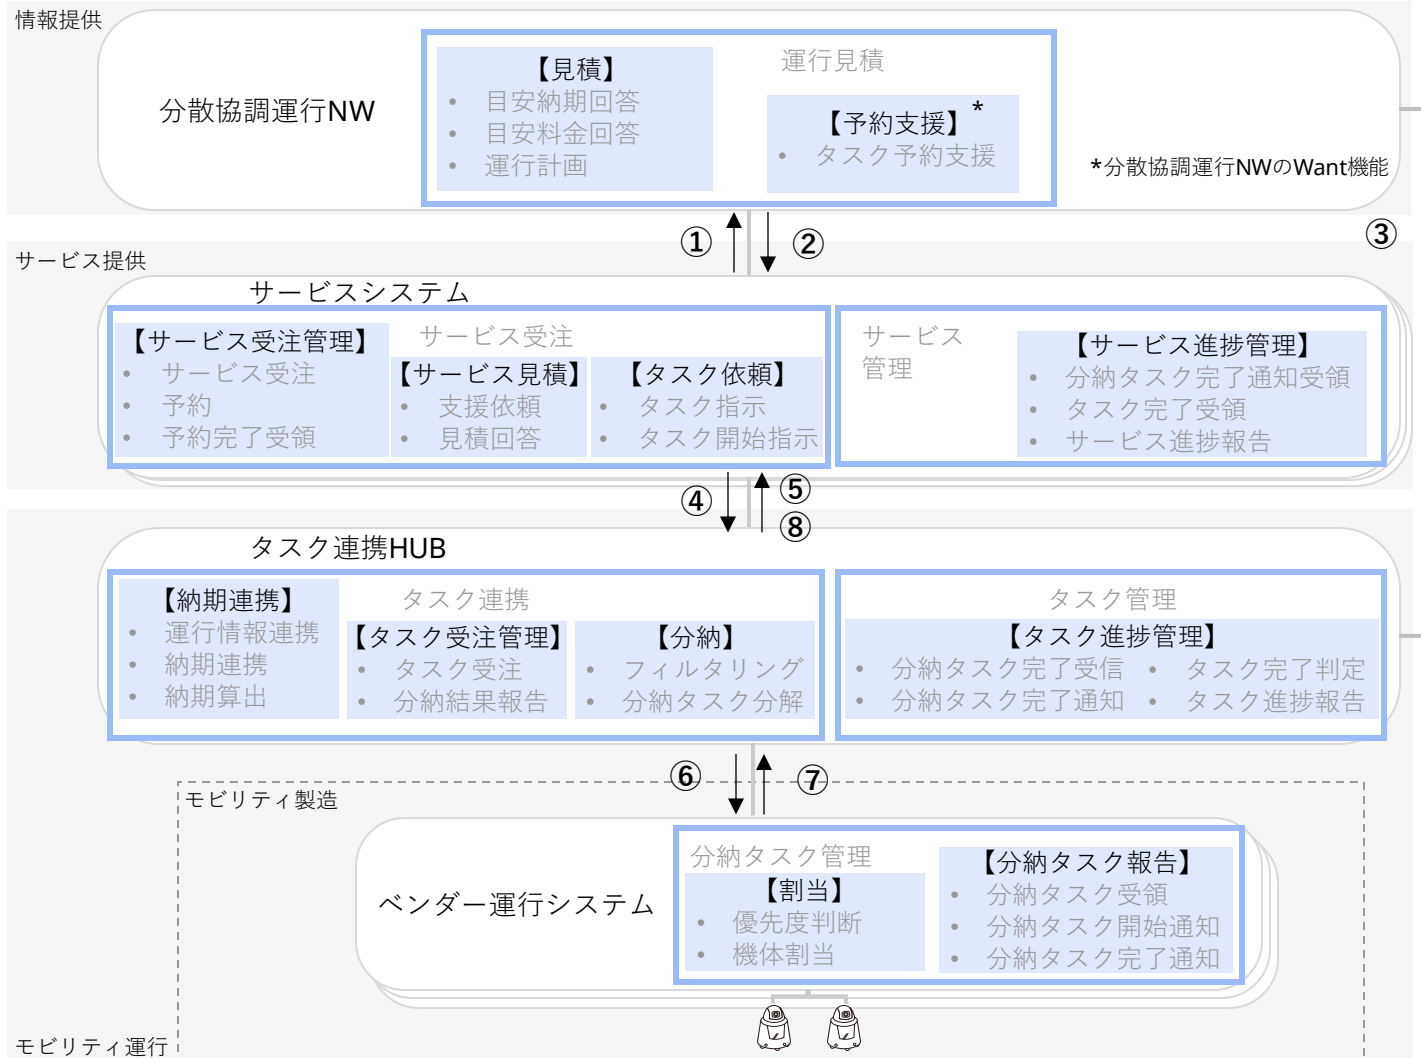 情報提供
分散協調運行NW
【見積】
• 目安納期回答
• 目安料金回答
• 運行計画
運行見積
【予約支援】*
• タスク予約支援
*分散協調運行NWのWant機能
①
②
③
サービス提供
サービスシステム
【サービス受注管理】
• サービス受注
• 予約
• 予約完了受領
サービス受注
【サービス見積】
• 支援依頼
• 見積回答
【タスク依頼】
• タスク指示
• タスク開始指示
サービス
管理
【サービス進捗管理】
• 分納タスク完了通知受領
• タスク完了受領
• サービス進捗報告
④
⑤
⑧
タスク連携HUB
【納期連携】
• 運行情報連携
• 納期連携
• 納期算出
タスク連携
【タスク受注管理】
• タスク受注
• 分納結果報告
【分納】
• フィルタリング
• 分納タスク分解
タスク管理
【タスク進捗管理】
• 分納タスク完了受信
• 分納タスク完了通知
• タスク完了判定
• タスク進捗報告
⑥
⑦
モビリティ製造
ベンダー運行システム
分納タスク管理
【割当】
• 優先度判断
• 機体割当
【分納タスク報告】
• 分納タスク受領
• 分納タスク開始通知
• 分納タスク完了通知
モビリティ運行